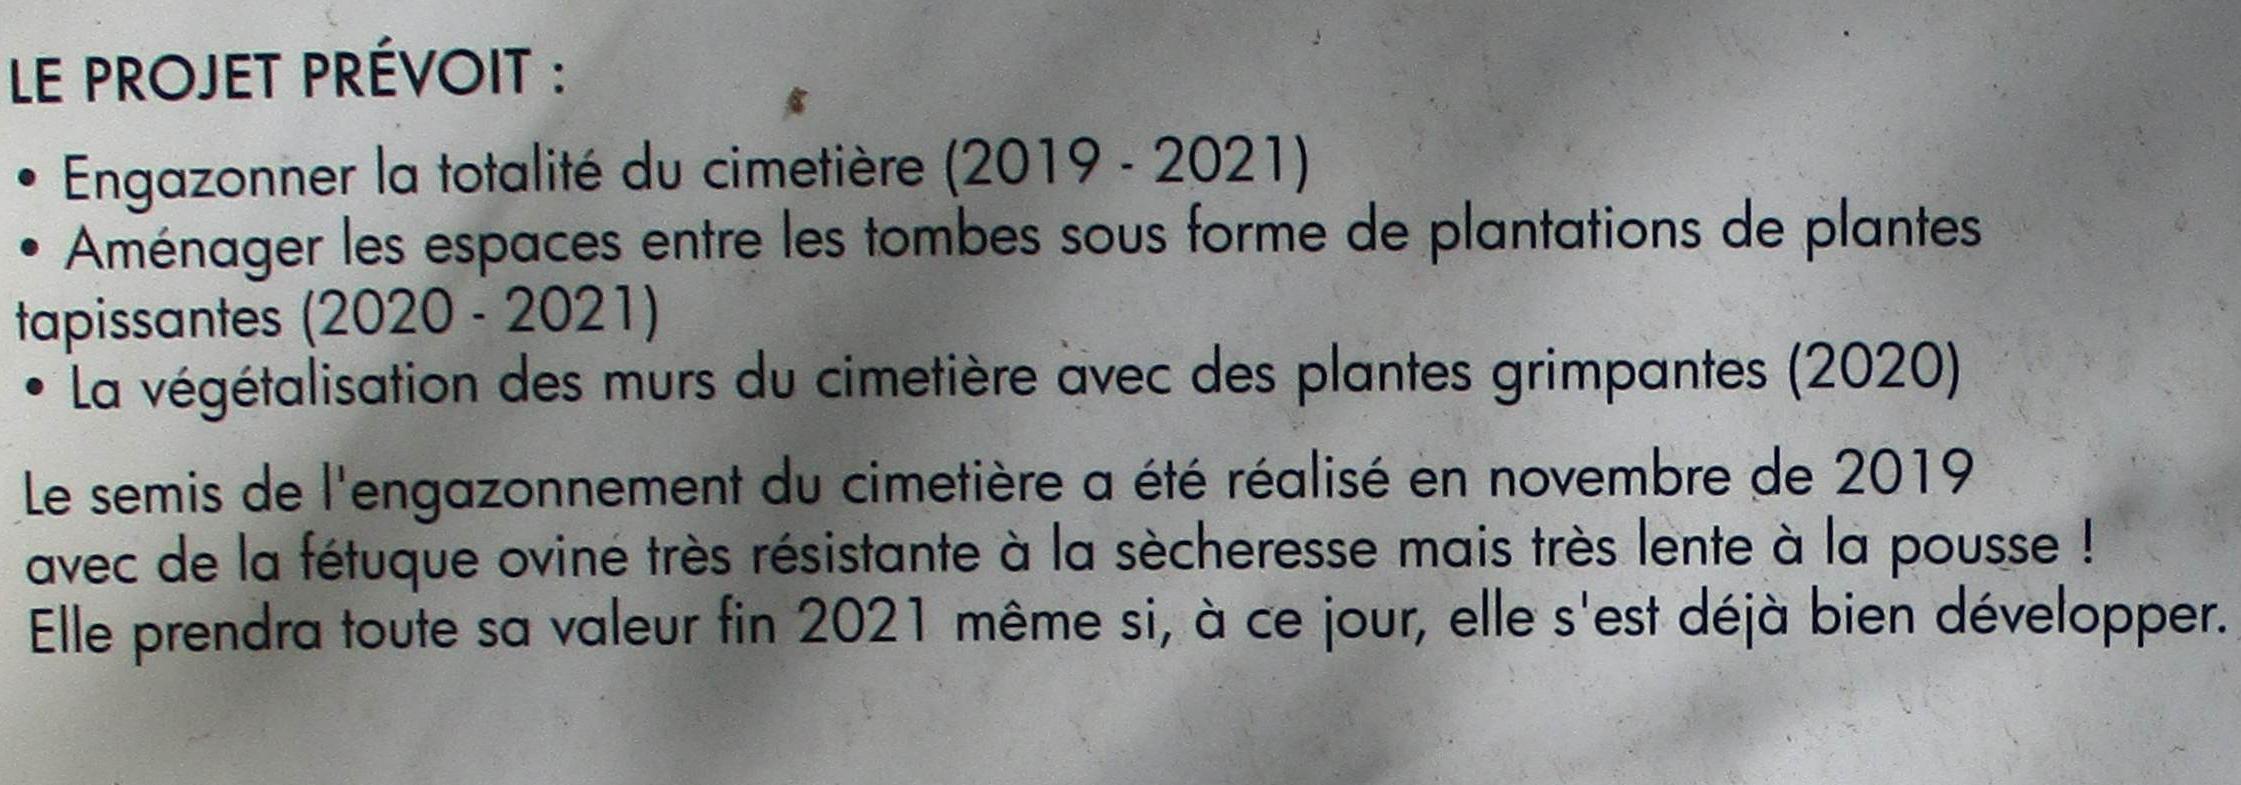 LE PROJET PRÉVOIT :
• Engazonner la totalité du cimetière (2019 - 2021)
• Aménager les espaces entre les tombes sous forme de plantations de plantes
tapissantes (2020 - 2021)
• La végétalisation des murs du cimetière avec des plantes grimpantes (2020)
Le semis de l'engazonnement du cimetière a été réalisé en novembre de 2019
avec de la fétuque ovine très résistante à la sècheresse mais très lente à la pousse !
Elle prendra toute sa valeur fin 2021 même si, à ce jour, elle s'est déjà bien développer.